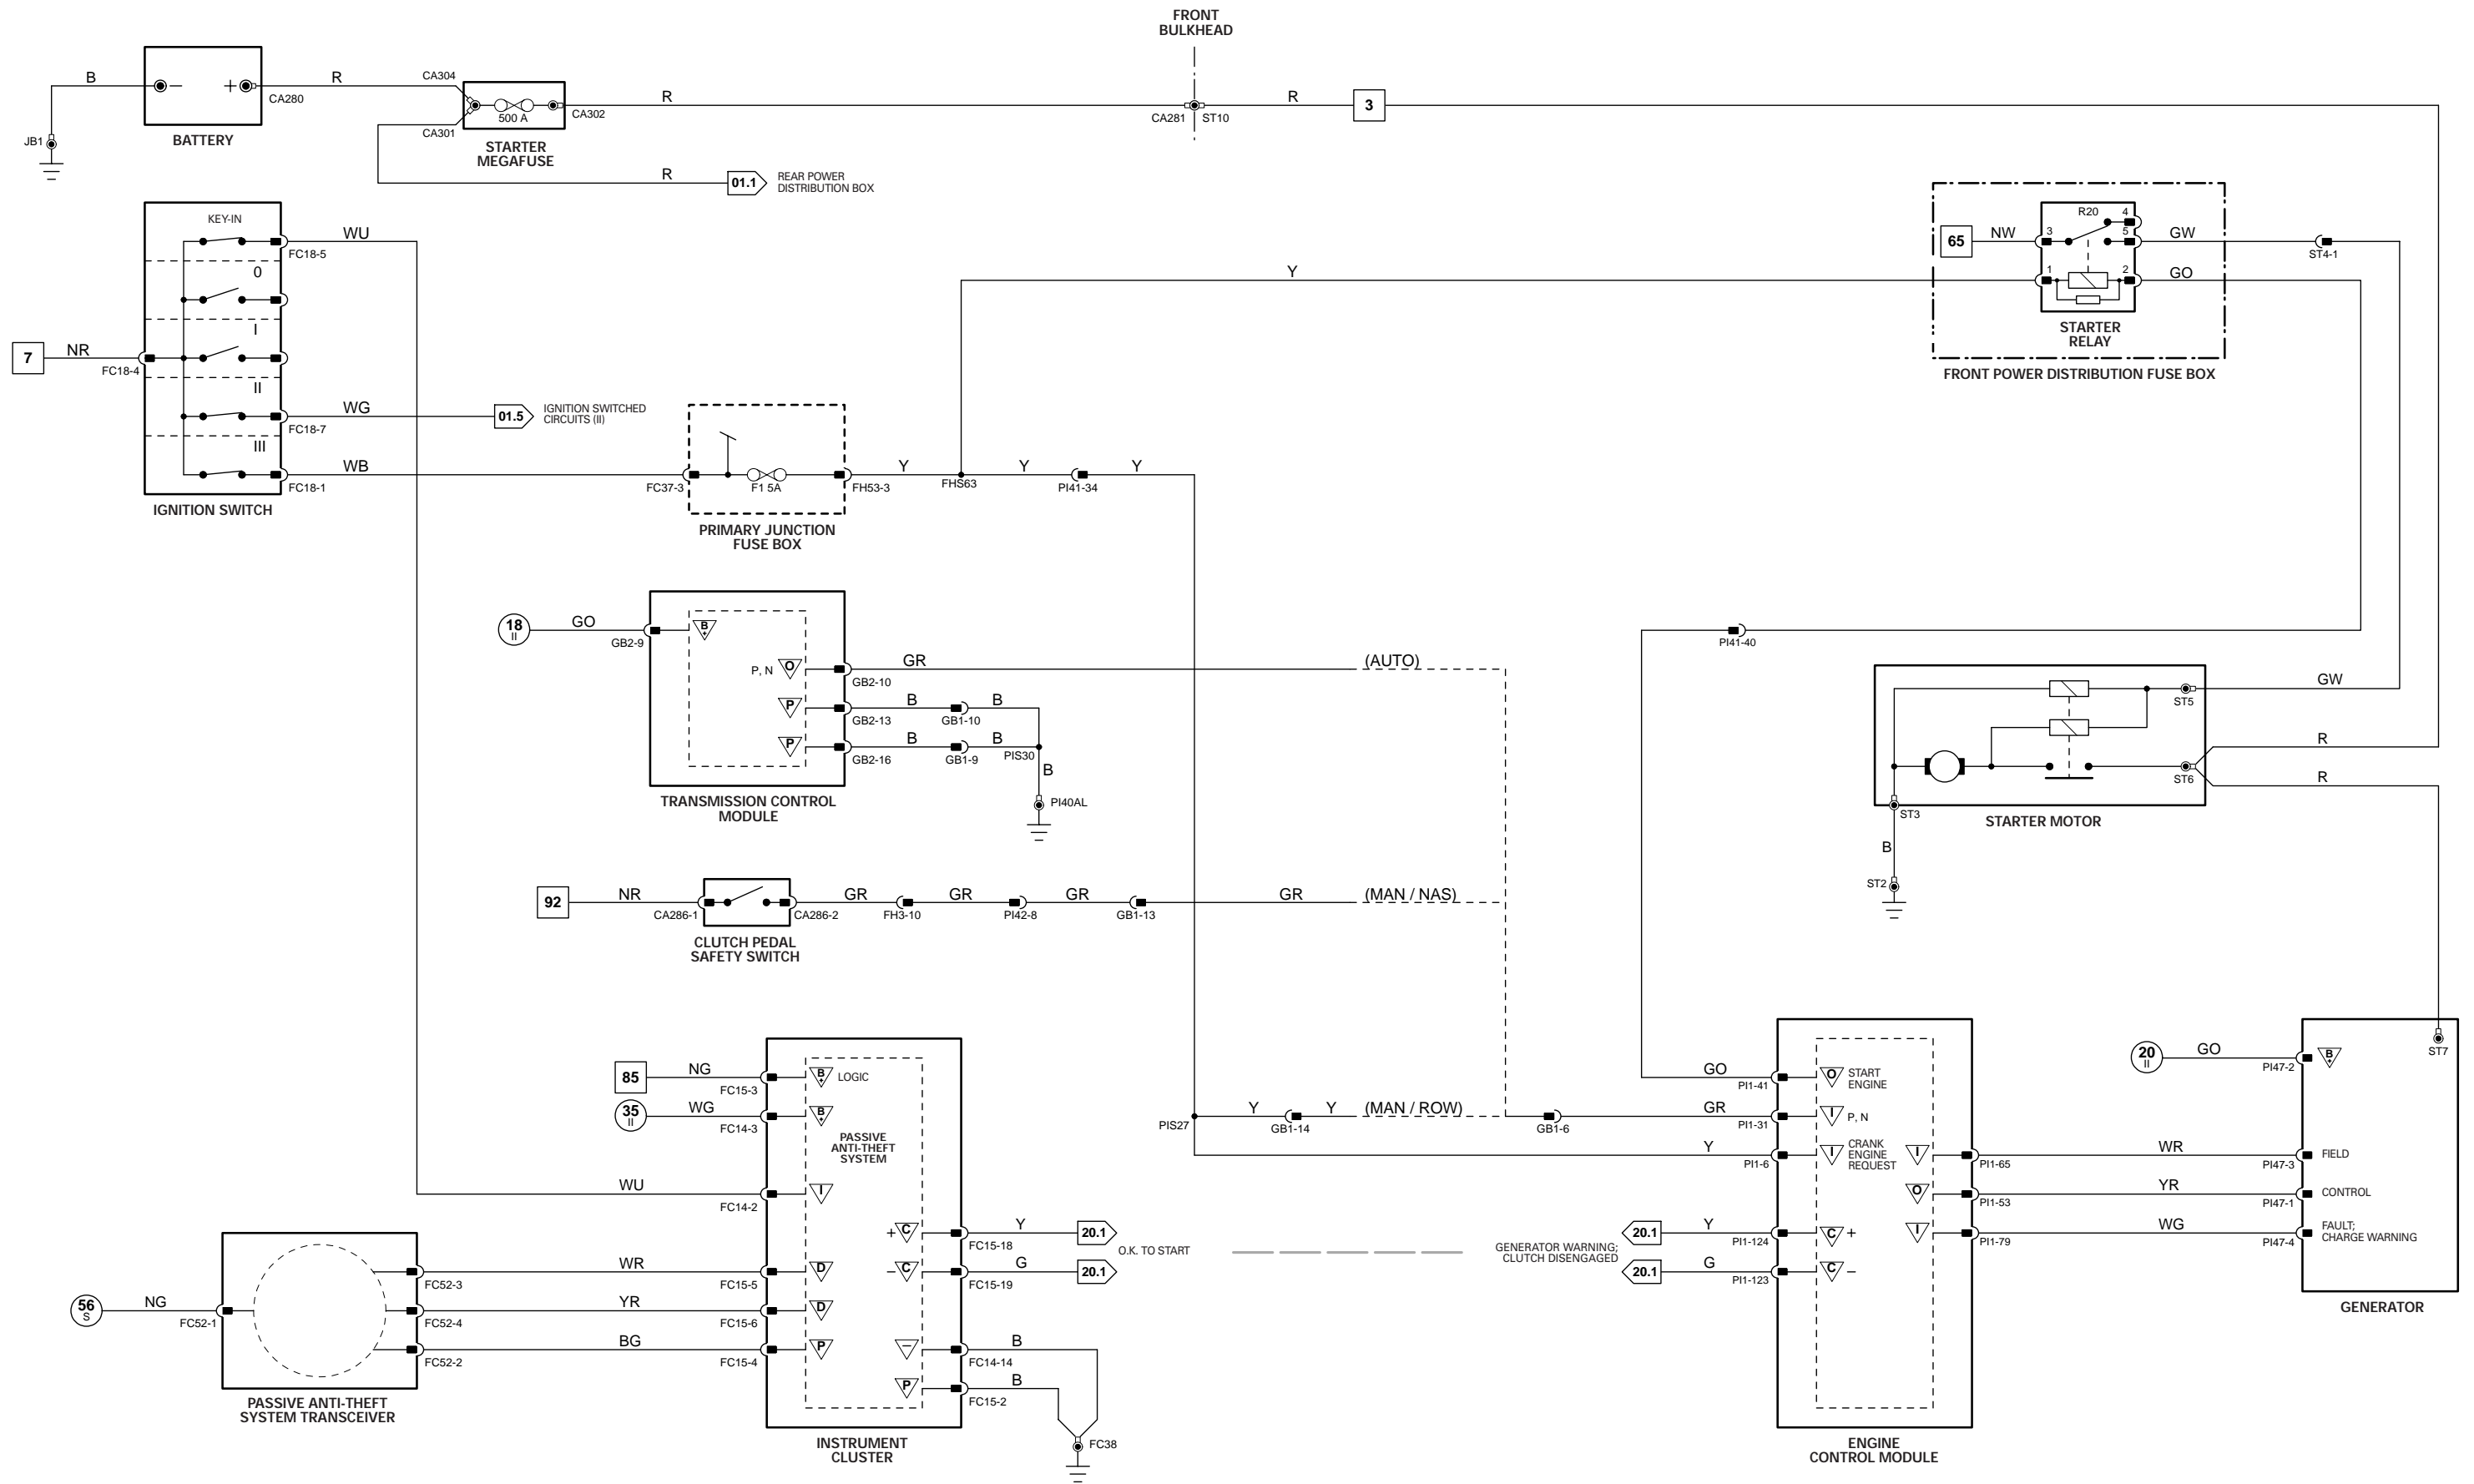 FRONT
BULKHEAD
B
R
CA304
CA280
JB1
BATTERY
500 A
CA301
CA302
STARTER
MEGAFUSE
R
CA281
ST10
R
3
R
01.1
REAR POWER
DISTRIBUTION BOX
KEY-IN
WU
FC18-5
0
I
7
NR
FC18-4
II
WG
FC18-7
01.5
IGNITION SWITCHED
CIRCUITS (II)
III
WB
FC18-1
IGNITION SWITCH
FC37-3
F1 5A
FH53-3
PRIMARY JUNCTION
FUSE BOX
Y
FHS63
Y
PI41-34
Y
Y
R20
4
65
NW
3
5
GW
ST4-1
1
2
GO
STARTER
RELAY
FRONT POWER DISTRIBUTION FUSE BOX
18
II
GO
GB2-9
B
+
P, N
O
GR
GB2-10
(AUTO)
P
B
B
GB2-13
GB1-10
P
B
B
GB2-16
GB1-9
PIS30
B
PI40AL
TRANSMISSION CONTROL
MODULE
PI41-40
GW
ST5
R
ST6
R
ST3
B
ST2
STARTER MOTOR
92
NR
CA286-1
CA286-2
GR
FH3-10
GR
PI42-8
GR
GB1-13
GR
(MAN / NAS)
CLUTCH PEDAL
SAFETY SWITCH
85
NG
FC15-3
B
+
LOGIC
35
II
WG
FC14-3
B
+
PASSIVE
ANTI-THEFT
SYSTEM
WU
FC14-2
I
+
C
Y
FC15-18
20.1
O.K. TO START
–
C
G
FC15-19
20.1
WR
FC52-3
FC15-5
D
56
S
NG
FC52-1
YR
FC52-4
FC15-6
D
BG
FC52-2
FC15-4
P
–
B
FC14-14
P
B
FC15-2
FC38
PASSIVE ANTI-THEFT
SYSTEM TRANSCEIVER
INSTRUMENT
CLUSTER
PIS27
Y
GB1-14
Y
(MAN / ROW)
GB1-6
GO
PI1-41
O
START
ENGINE
GR
PI1-31
I
P, N
Y
PI1-6
I
CRANK
ENGINE
REQUEST
GENERATOR WARNING;
CLUTCH DISENGAGED
20.1
Y
PI1-124
C
+
20.1
G
PI1-123
C
–
I
PI1-65
WR
PI47-3
FIELD
O
PI1-53
YR
PI47-1
CONTROL
I
PI1-79
WG
PI47-4
FAULT;
CHARGE WARNING
20
II
GO
PI47-2
B
+
ST7
GENERATOR
ENGINE
CONTROL MODULE